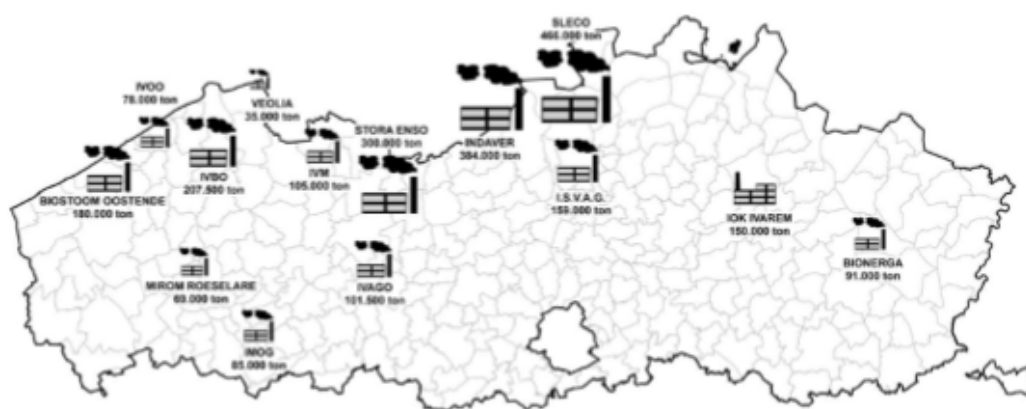 SLECO
466.000 ton
IVOO
78.000 ton
VEOLIA
35.000 ton
STORA ENSO
300.000 ton
INDAVER
384.000 ton
IVBO
207.500 ton
IVM
105.000 ton
BIOSTOOM OOSTENDE
180.000 ton
I.S.V.A.G.
159.000 ton
IOK IVAREM
150.000 ton
BIONERGA
91.000 ton
MIROM ROESELARE
69.000 ton
IVAGO
101.500 ton
IMOG
85.000 ton